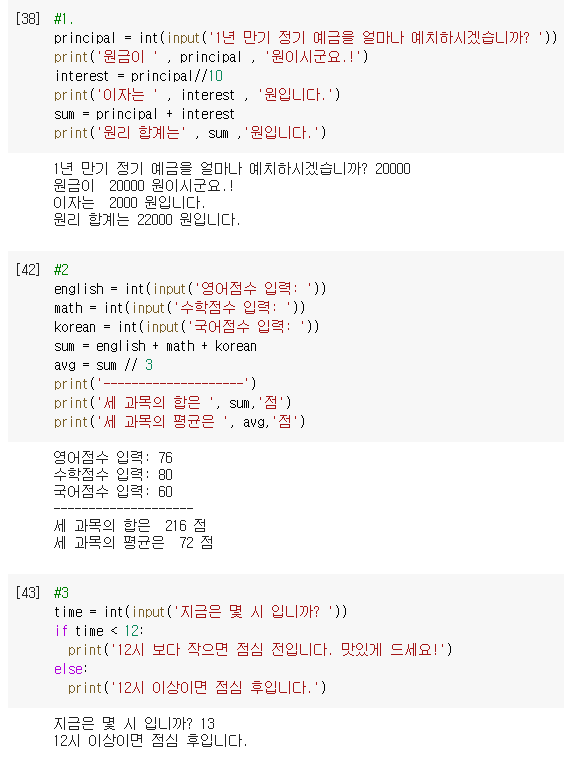 [38] #1.
principal = int(input('1년 만기 정기 예금을 얼마나 예치하시겠습니까? '))
print('원금이 ' , principal , '원이시군요.!')
interest = principal//10
print('이자는 ' , interest , '원입니다.')
sum = principal + interest
print('원리 합계는' , sum ,'원입니다.')
1년 만기 정기 예금을 얼마나 예치하시겠습니까? 20000
원금이  20000 원이시군요.!
이자는  2000 원입니다.
원리 합계는 22000 원입니다.
[42] #2
english = int(input('영어점수 입력: '))
math = int(input('수학점수 입력: '))
korean = int(input('국어점수 입력: '))
sum = english + math + korean
avg = sum // 3
print('--------------------')
print('세 과목의 합은 ', sum,'점')
print('세 과목의 평균은 ', avg,'점')
영어점수 입력: 76
수학점수 입력: 80
국어점수 입력: 60
--------------------
세 과목의 합은  216 점
세 과목의 평균은  72 점
[43] #3
time = int(input('지금은 몇 시 입니까? '))
if time < 12:
  print('12시 보다 작으면 점심 전입니다. 맛있게 드세요!')
else:
  print('12시 이상이면 점심 후입니다.')
지금은 몇 시 입니까? 13
12시 이상이면 점심 후입니다.